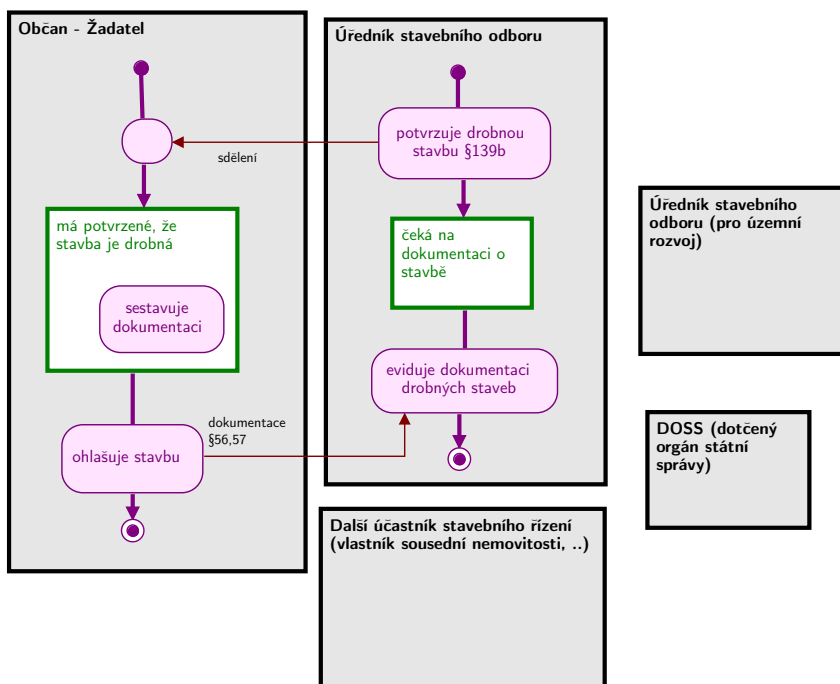 Občan - Žadatel
sdělení
má potvrzené, že
stavba je drobná
sestavuje
dokumentaci
dokumentace
§56,57
ohlašuje stavbu
Úředník stavebního odboru
potvrzuje drobnou
stavbu §139b
čeká na
dokumentaci o
stavbě
eviduje dokumentaci
drobných staveb
Úředník stavebního
odboru (pro územní
rozvoj)
DOSS (dotčený
orgán státní
správy)
Další účastník stavebního řízení
(vlastník sousední nemovitosti, ..)